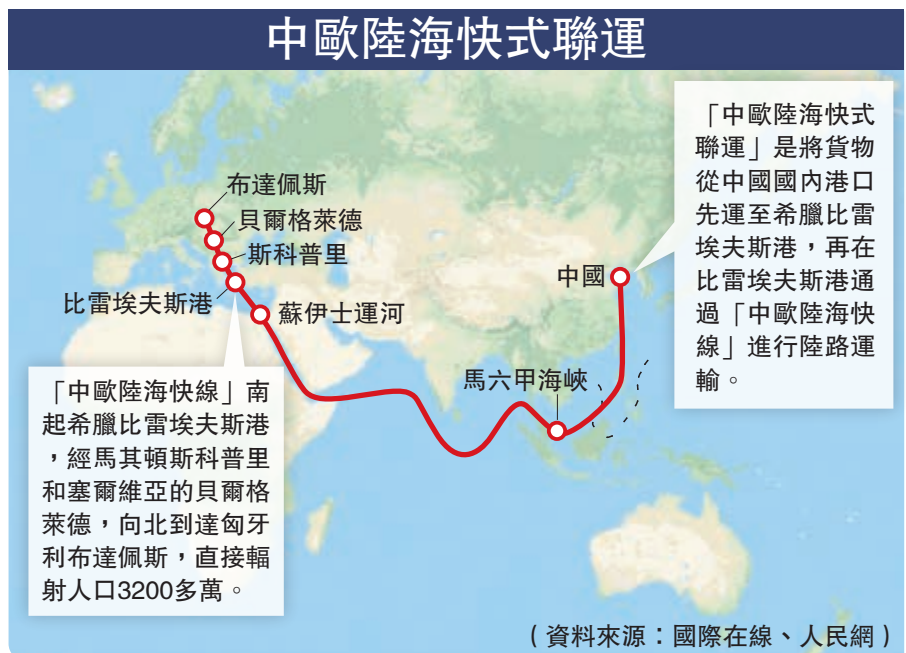 中歐陸海快式聯運
「中歐陸海快式
聯運」是將貨物
從中國國內港口
先運至希臘比雷
埃夫斯港，再在
比雷埃夫斯港通
過「中歐陸海快
線」進行陸路運
輸。
布達佩斯
貝爾格萊德
斯科普里
比雷埃夫斯港
蘇伊士運河
中國
馬六甲海峽
「中歐陸海快線」南
起希臘比雷埃夫斯港
，經馬其頓斯科普里
和塞爾維亞的貝爾格
萊德，向北到達匈牙
利布達佩斯，直接輻
射人口3200多萬。
（資料來源：國際在線、人民網）